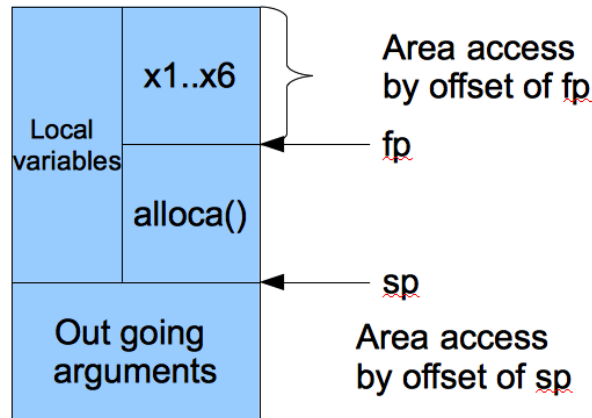 x1..x6
Area access
by offset of fp
Local
variables
fp
alloca()
sp
Out going
arguments
Area access
by offset of sp